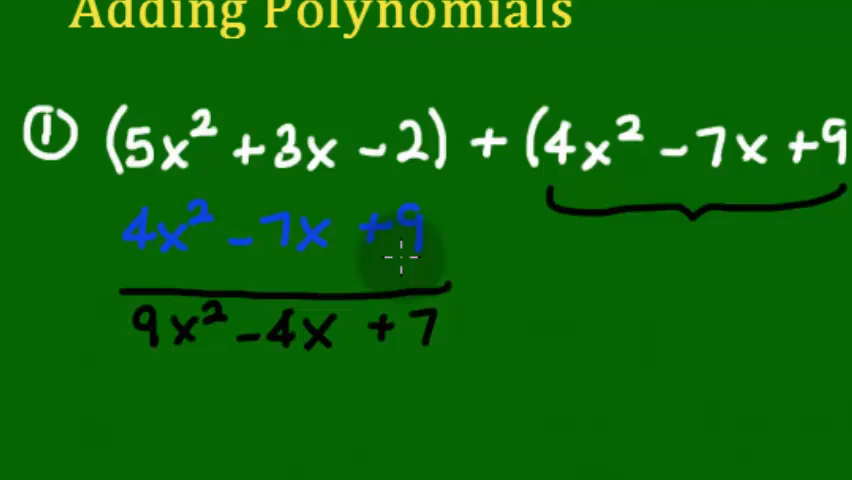 Adding Polynomials
① (5x² + 3x - 2) + (4x² - 7x + 9
4x² - 7x + 9
9x² - 4x + 7